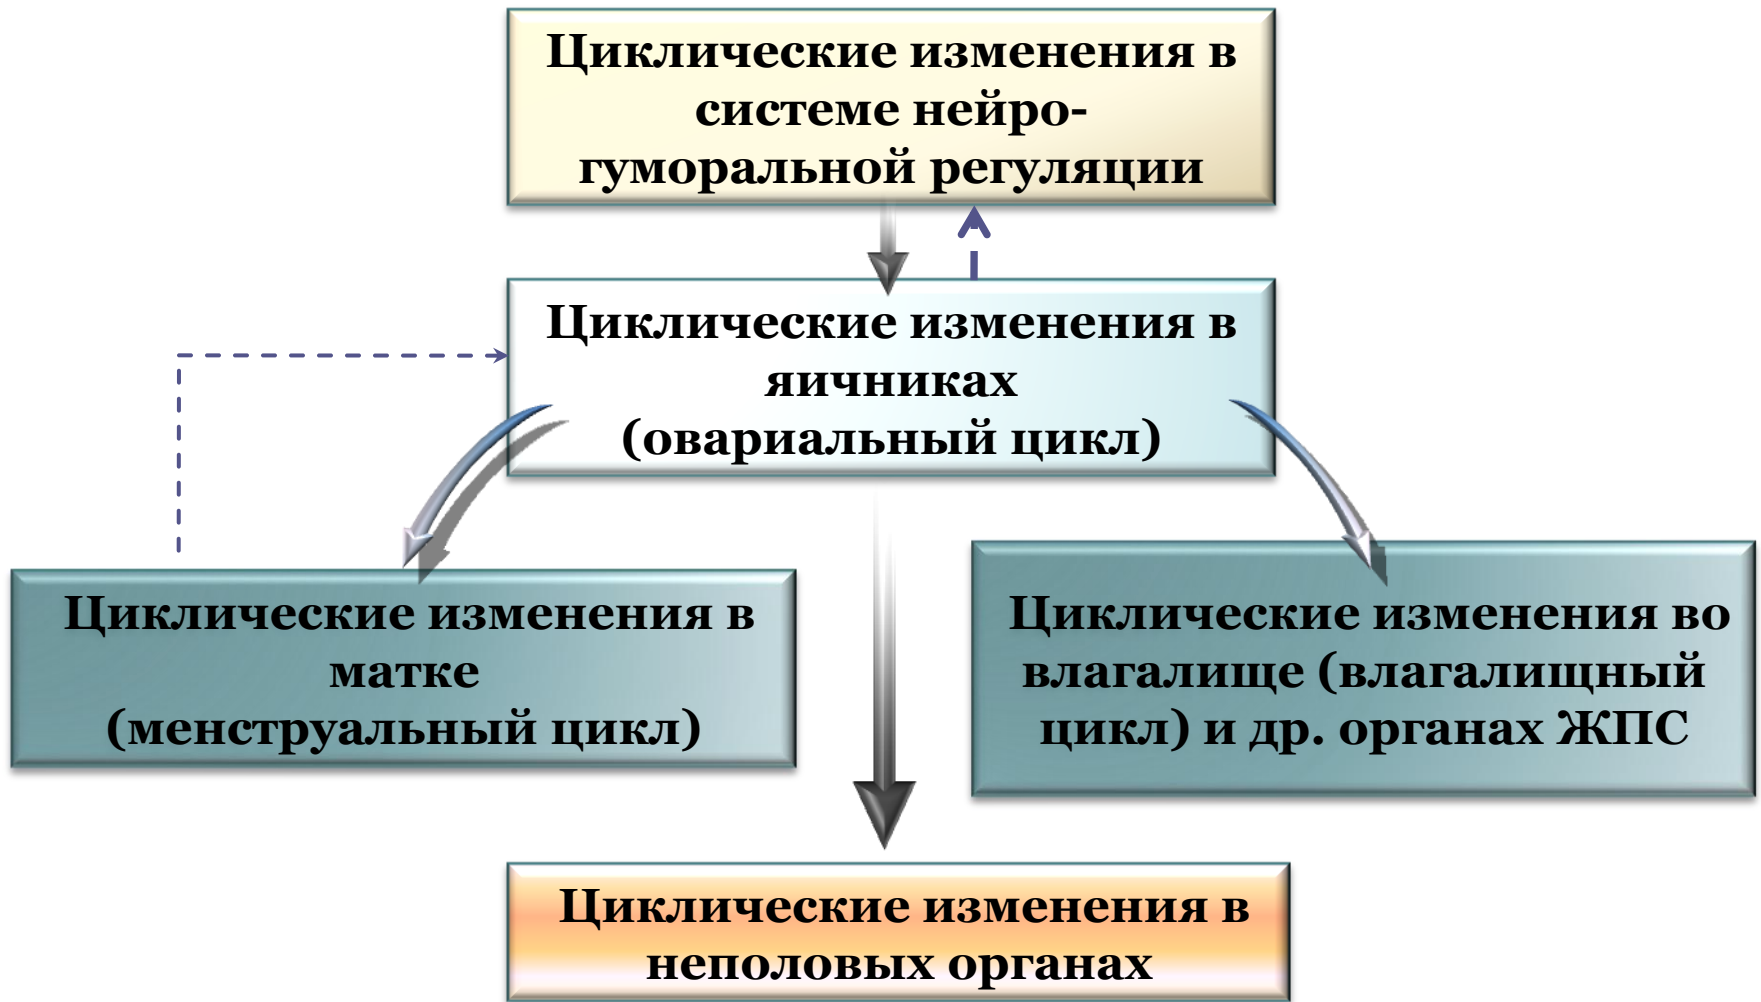 Циклические изменения в
системе нейро-
гуморальной регуляции
Циклические изменения в
яичниках
(овариальный цикл)
Циклические изменения в
матке
(менструальный цикл)
Циклические изменения во
влагалище (влагалищный
цикл) и др. органах ЖПС
Циклические изменения в
неполовых органах